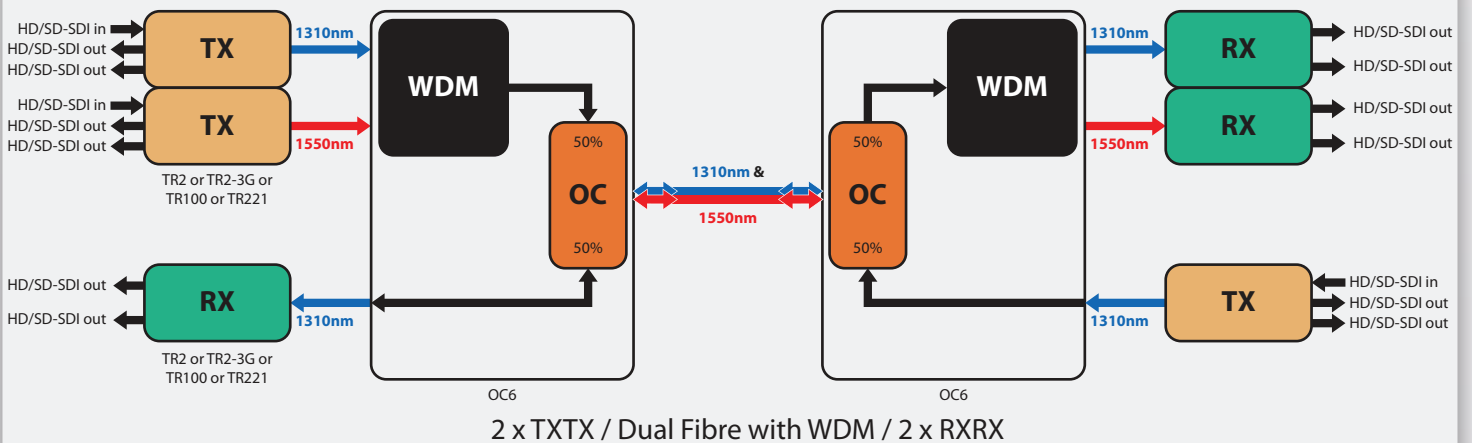 HD/SD-SDI in
HD/SD-SDI out
HD/SD-SDI out
TX
1310nm
HD/SD-SDI in
HD/SD-SDI out
HD/SD-SDI out
TX
1550nm
TR2 or TR2-3G or
TR100 or TR221
HD/SD-SDI out
HD/SD-SDI out
RX
1310nm
TR2 or TR2-3G or
TR100 or TR221
WDM
50%
OC
50%
OC6
1310nm &
1550nm
WDM
50%
OC
50%
OC6
1310nm
RX
HD/SD-SDI out
HD/SD-SDI out
1550nm
RX
HD/SD-SDI out
HD/SD-SDI out
1310nm
TX
HD/SD-SDI in
HD/SD-SDI out
HD/SD-SDI out
2 x TXTX / Dual Fibre with WDM / 2 x RXRX